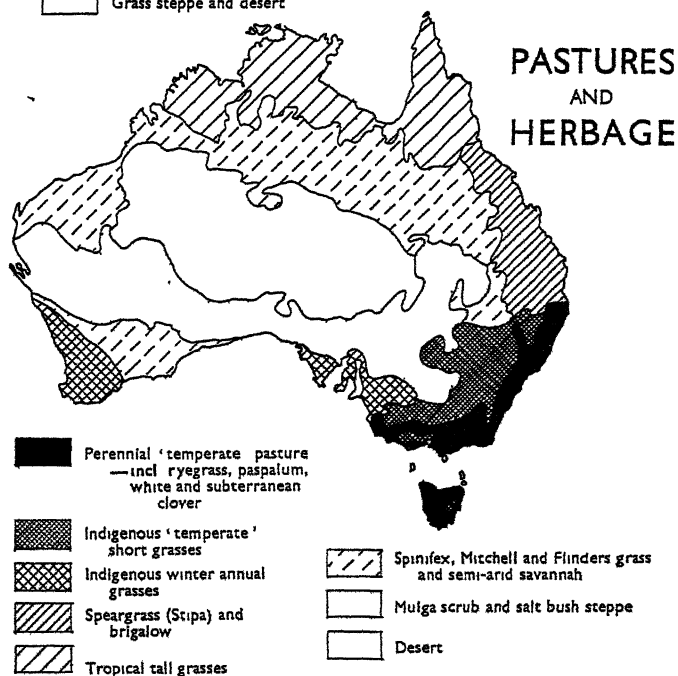 Grass steppe and desert
PASTURES
AND
HERBAGE
Perennial ‘temperate pasture
—incl ryegrass, paspalum,
white and subterranean
clover
Indigenous ‘temperate’
short grasses
Indigenous winter annual
grasses
Speargrass (Stipa) and
brigalow
Tropical tall grasses
Spinifex, Mitchell and Flinders grass
and semi-arid savannah
Mulga scrub and salt bush steppe
Desert